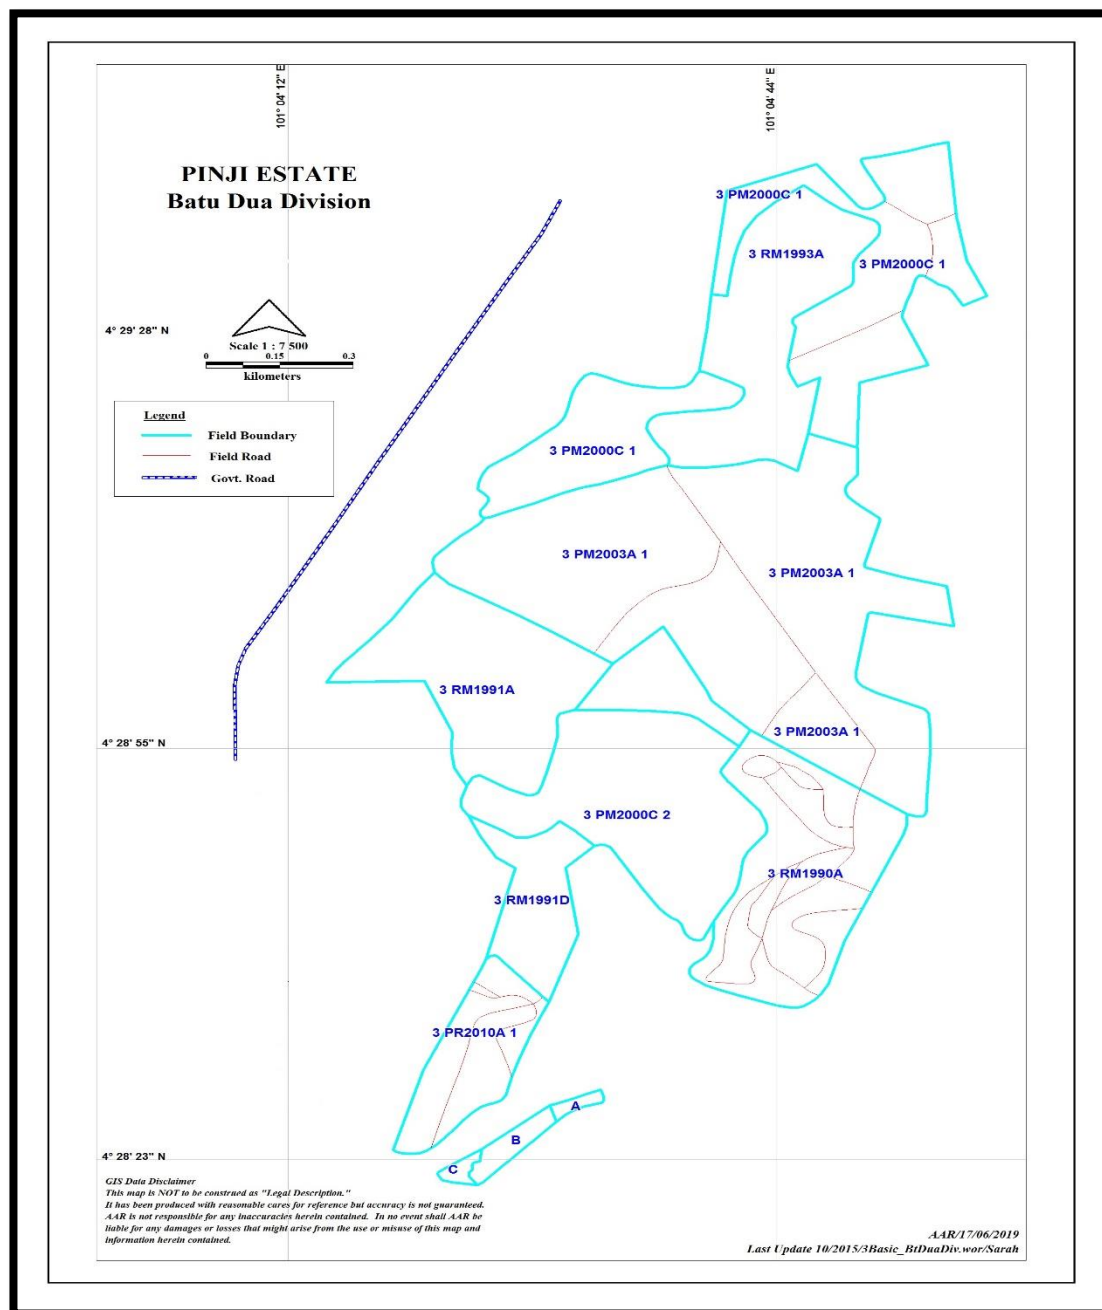 101° 04' 12" E
101° 04' 44" E
PINJI ESTATE
Batu Dua Division
3 PM2000C 1
3 RM1993A
3 PM2000C 1
4° 29' 28" N
Scale 1 : 7 500
0 0.15 0.3
kilometers
Legend
Field Boundary
Field Road
Govt. Road
3 PM2000C 1
3 PM2003A 1
3 PM2003A 1
3 RM1991A
3 PM2003A 1
4° 28' 55" N
3 PM2000C 2
3 RM1990A
3 RM1991D
3 PR2010A 1
A
B
C
4° 28' 23" N
GIS Data Disclaimer
This map is NOT to be construed as "Legal Description."
It has been produced with reasonable cares for reference but accuracy is not guaranteed.
AAR is not responsible for any inaccuracies herein contained. In no event shall AAR be
liable for any damages or losses that might arise from the use or misuse of this map and
information herein contained.
AAR/17/06/2019
Last Update 10/2015/3Basic_BtDuaDiv.wor/Sarah